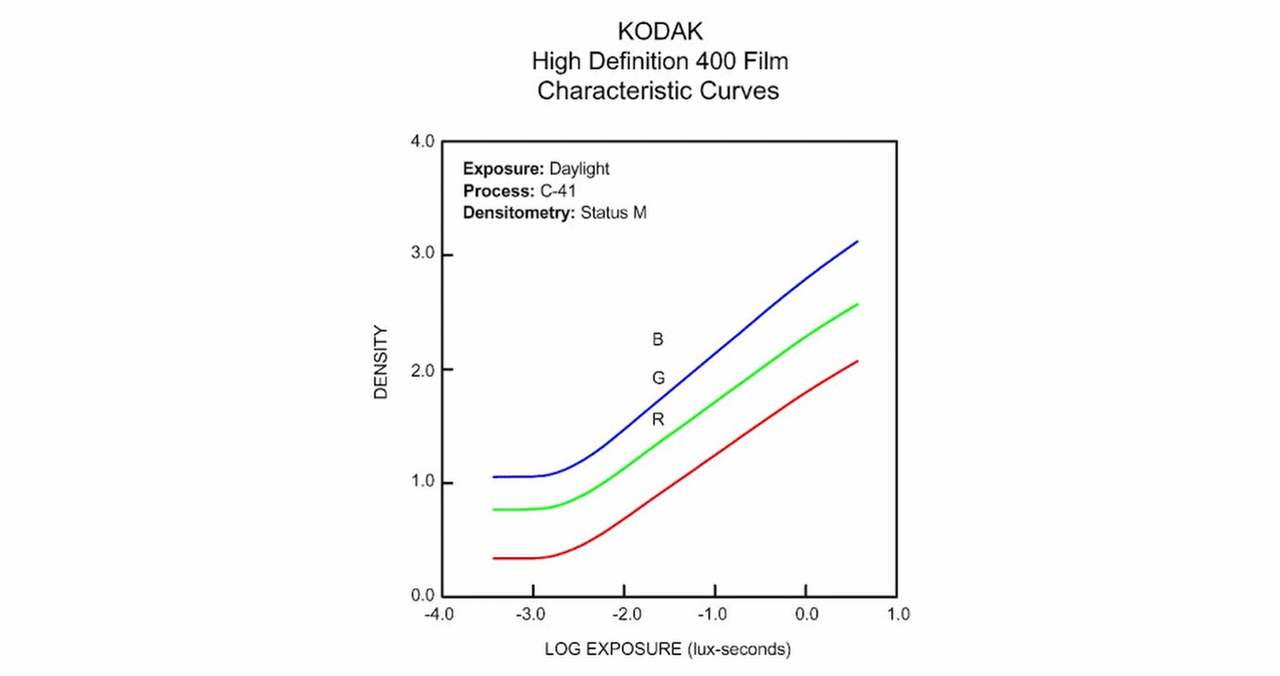 KODAK
High Definition 400 Film
Characteristic Curves
4.0
Exposure: Daylight
Process: C-41
Densitometry: Status M
3.0
B
2.0
G
R
DENSITY
1.0
0.0
-4.0 -3.0 -2.0 -1.0 0.0 1.0
LOG EXPOSURE (lux-seconds)